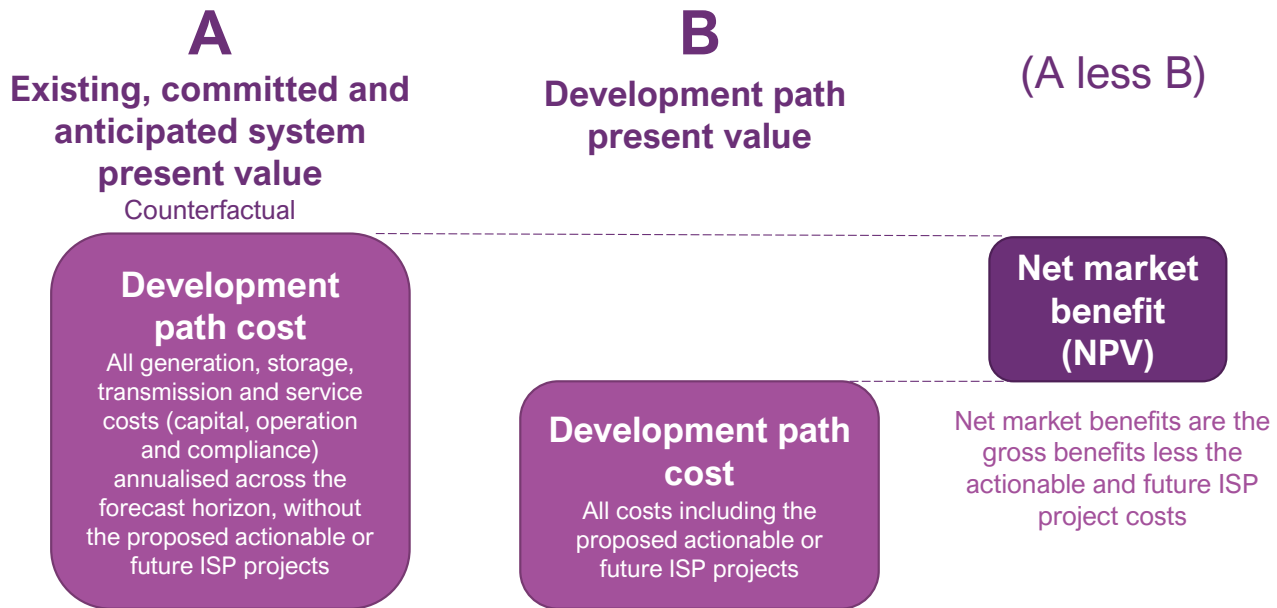 A
Existing, committed and
anticipated system
present value
Counterfactual
Development
path cost
All generation, storage,
transmission and service
costs (capital, operation
and compliance)
annualised across the
forecast horizon, without
the proposed actionable or
future ISP projects
B
Development path
present value
Development path
cost
All costs including the
proposed actionable or
future ISP projects
(A less B)
Net market
benefit
(NPV)
Net market benefits are the
gross benefits less the
actionable and future ISP
project costs